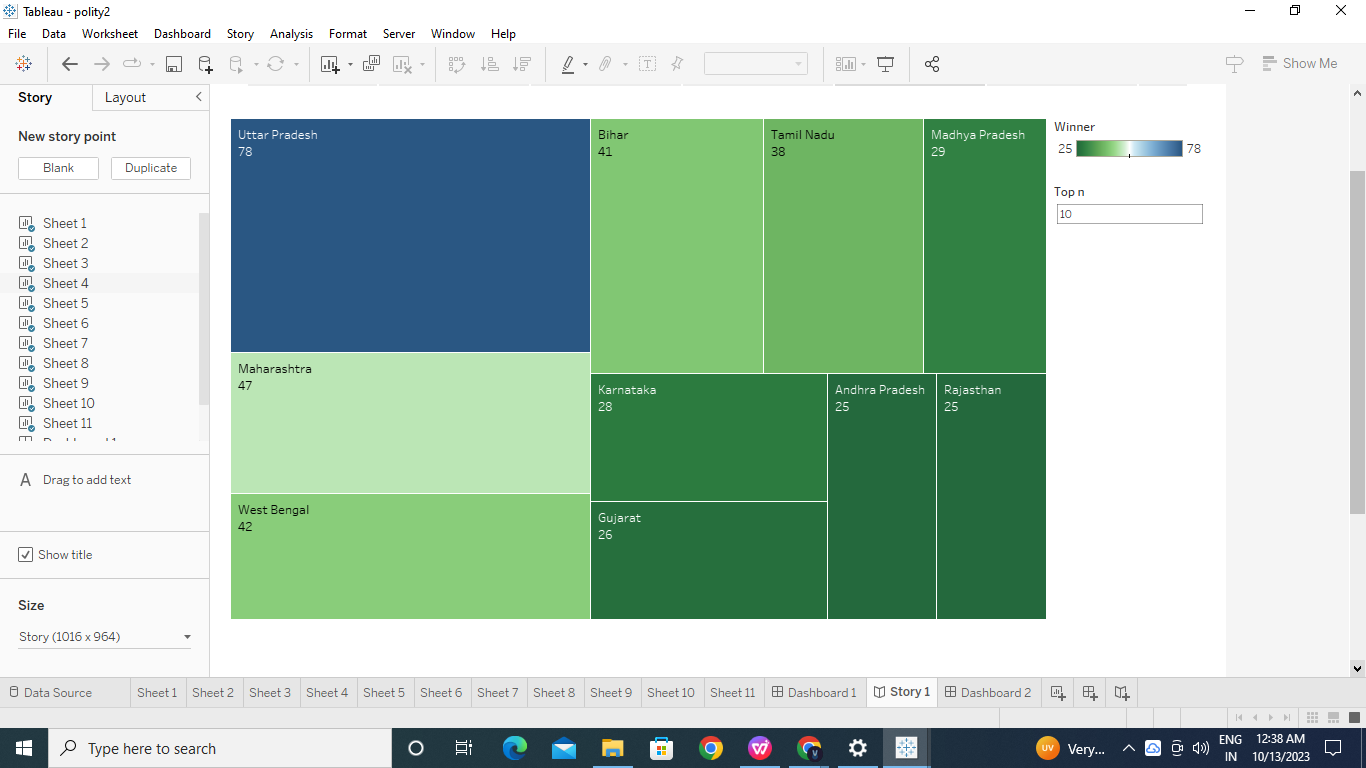 Tableau - polity2
File Data Worksheet Dashboard Story Analysis Format Server Window Help
Show Me
Story Layout
New story point
Blank Duplicate
Sheet 1
Sheet 2
Sheet 3
Sheet 4
Sheet 5
Sheet 6
Sheet 7
Sheet 8
Sheet 9
Sheet 10
Sheet 11
A Drag to add text
Show title
Size
Story (1016 x 964)
Uttar Pradesh
78
Maharashtra
47
West Bengal
42
Bihar
41
Tamil Nadu
38
Madhya Pradesh
29
Karnataka
28
Gujarat
26
Andhra Pradesh
25
Rajasthan
25
Winner
25 78
Top n
10
Data Source Sheet 1 Sheet 2 Sheet 3 Sheet 4 Sheet 5 Sheet 6 Sheet 7 Sheet 8 Sheet 9 Sheet 10 Sheet 11 Dashboard 1 Story 1 Dashboard 2
Type here to search
UV Very...
ENG
IN
12:38 AM
10/13/2023